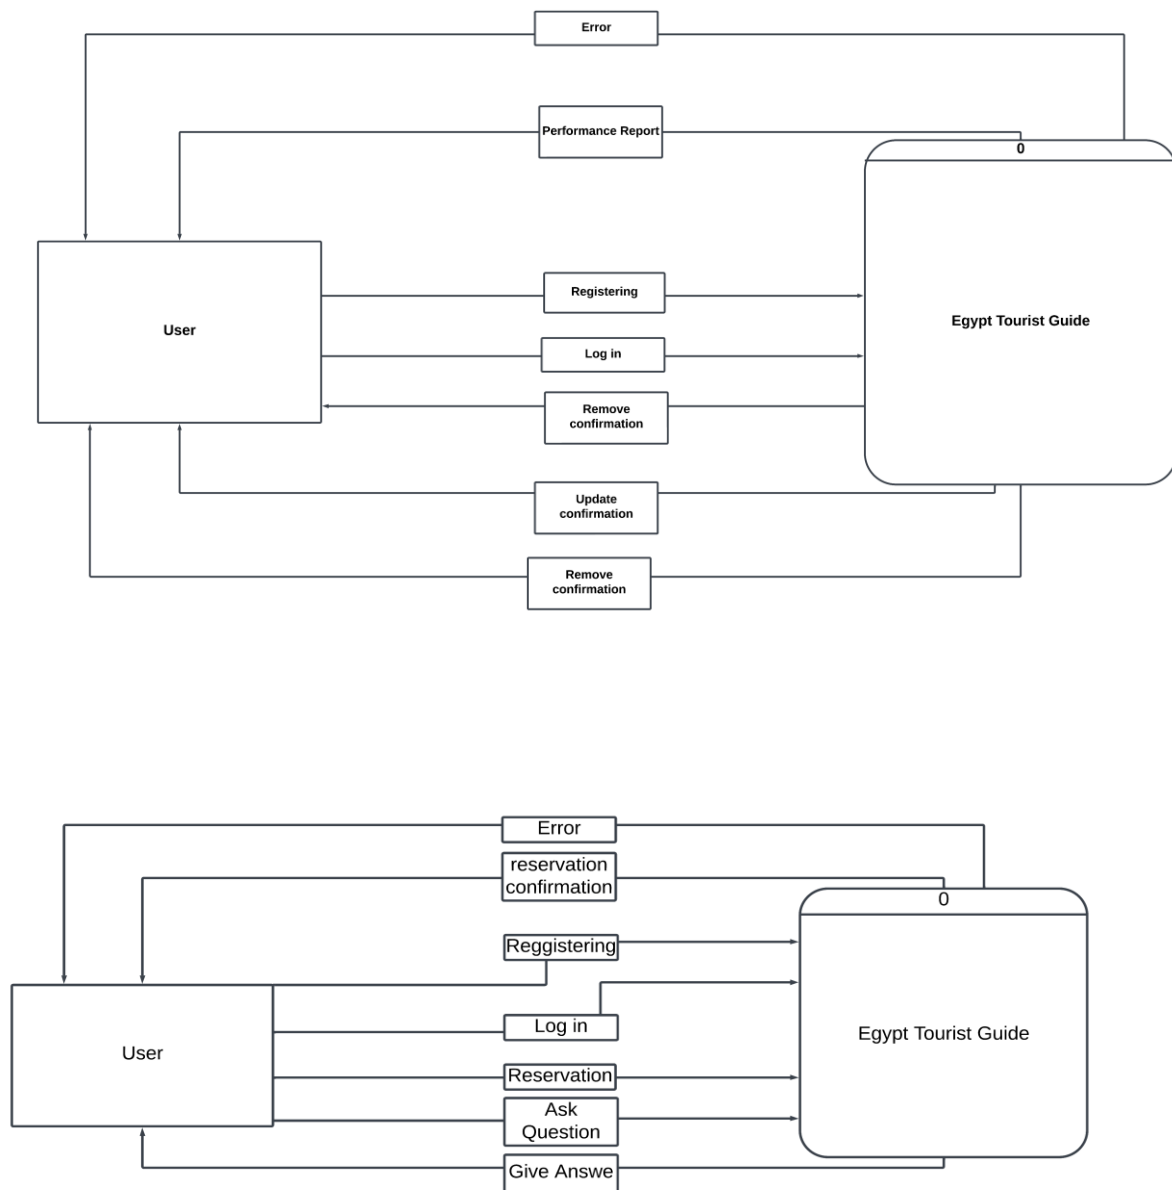 Error
Performance Report
0
Registering
User
Egypt Tourist Guide
Log in
Remove
confirmation
Update
confirmation
Remove
confirmation
Error
reservation
confirmation
0
Reggistering
Log in
Egypt Tourist Guide
User
Reservation
Ask
Question
Give Answe